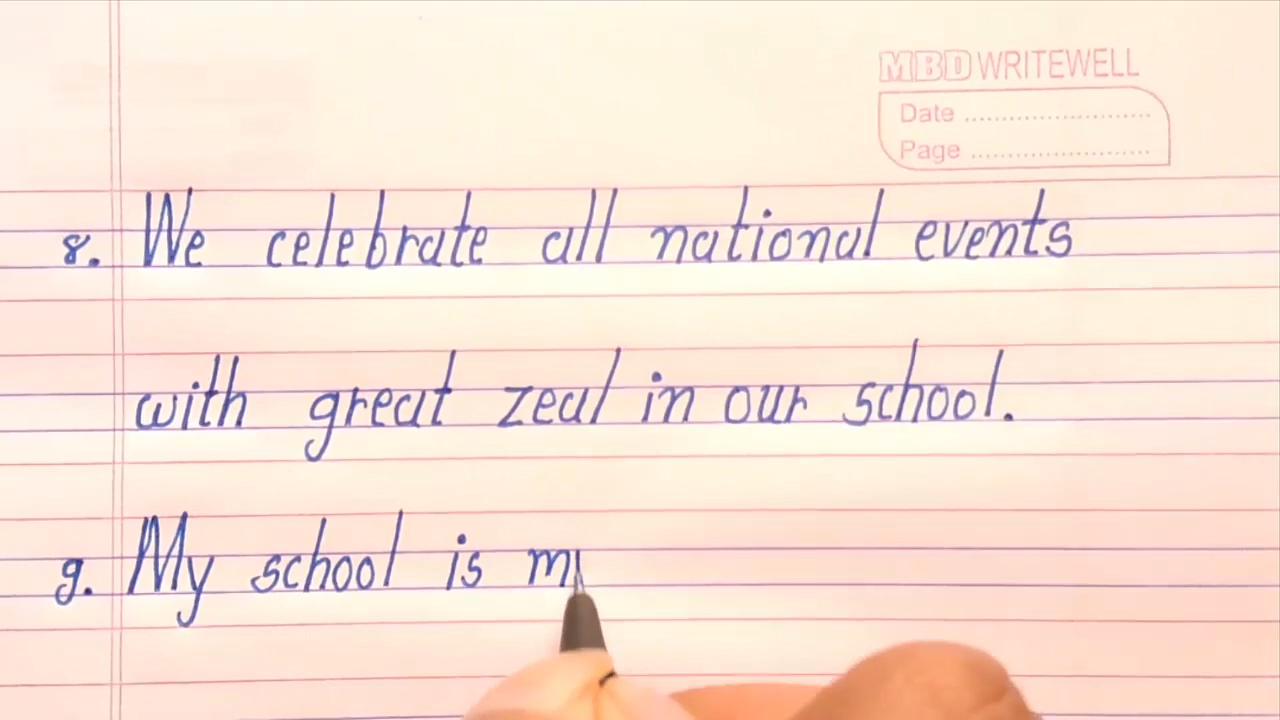 MBD WRITEWELL
Date ..........................
Page ..........................
8. We celebrate all national events
with great zeal in our school.
9. My school is m